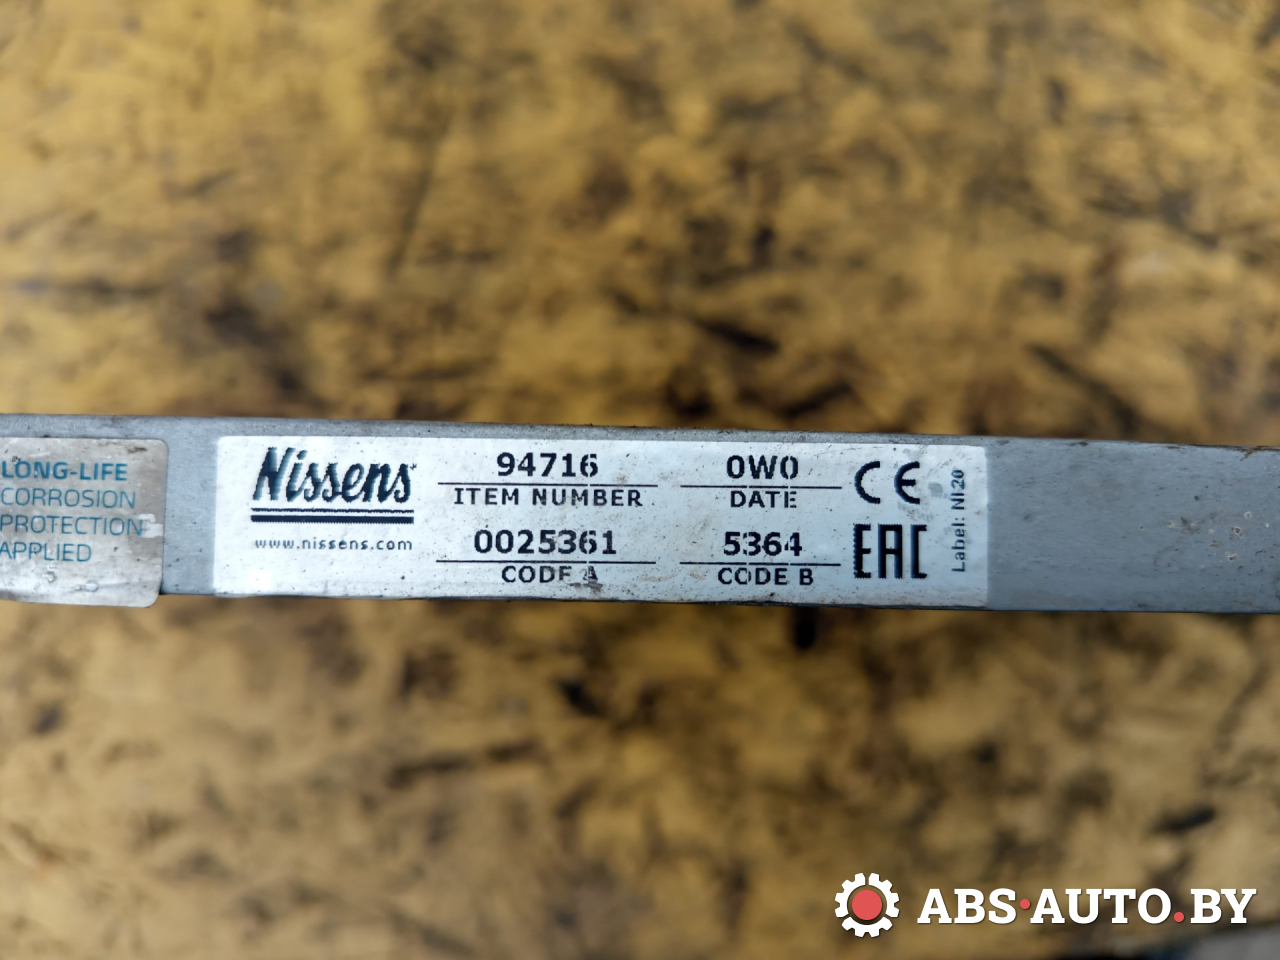 LONG-LIFE
CORROSION
PROTECTION
APPLIED
Nissens
www.nissens.com
94716
ITEM NUMBER
0025361
CODE A
0W0
DATE
5364
CODE B
CE
EAC
Label: NI20
ABS·AUTO.BY